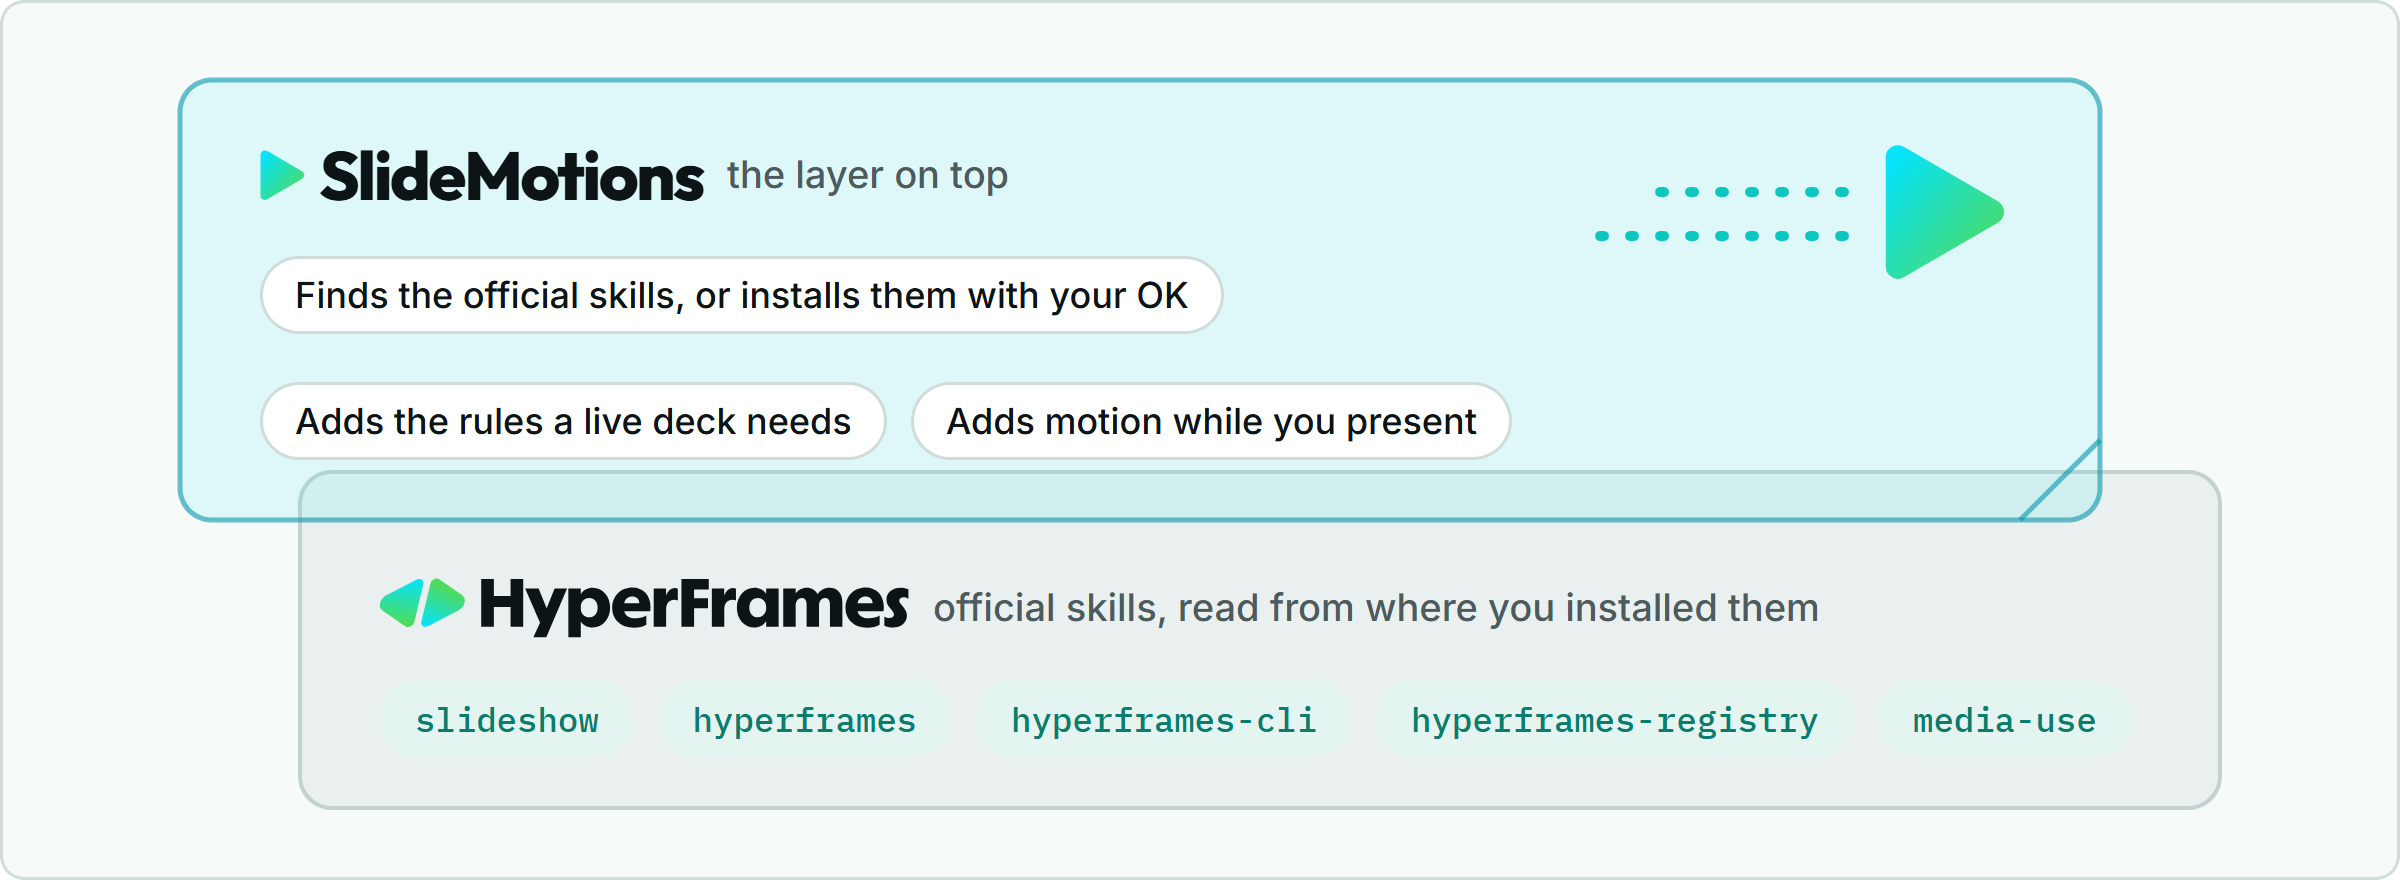 SlideMotions the layer on top
Finds the official skills, or installs them with your OK
Adds the rules a live deck needs
Adds motion while you present
HyperFrames official skills, read from where you installed them
slideshow hyperframes hyperframes-cli hyperframes-registry media-use